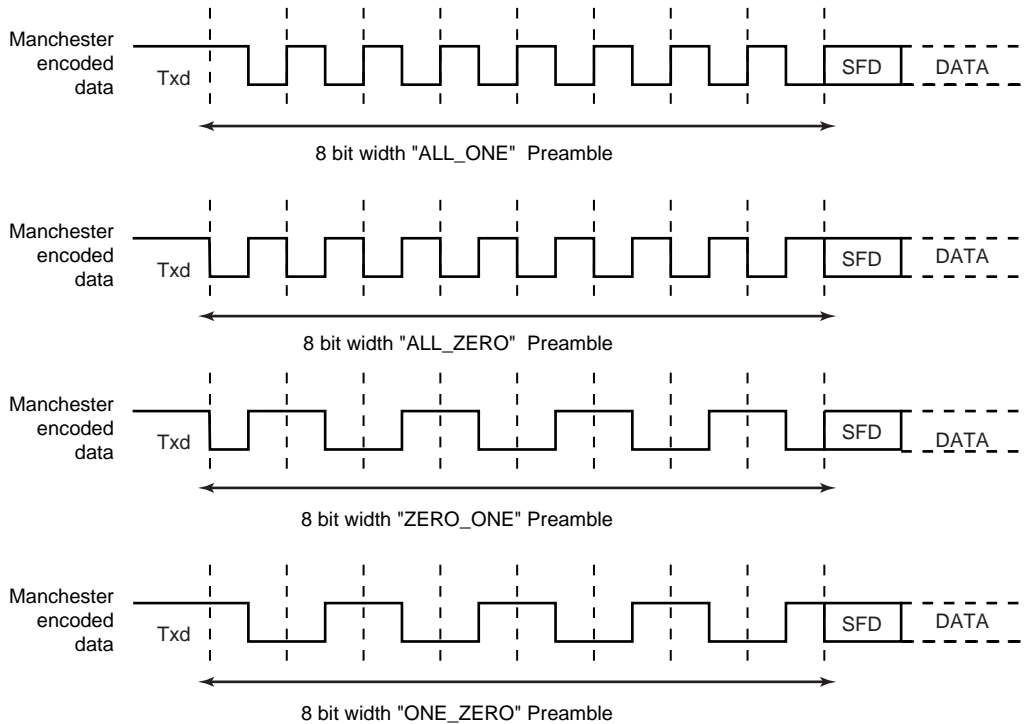 Manchester
encoded
data
Txd
SFD
DATA
8 bit width "ALL_ONE" Preamble
Manchester
encoded
data
Txd
SFD
DATA
8 bit width "ALL_ZERO" Preamble
Manchester
encoded
data
Txd
SFD
DATA
8 bit width "ZERO_ONE" Preamble
Manchester
encoded
data
Txd
SFD
DATA
8 bit width "ONE_ZERO" Preamble